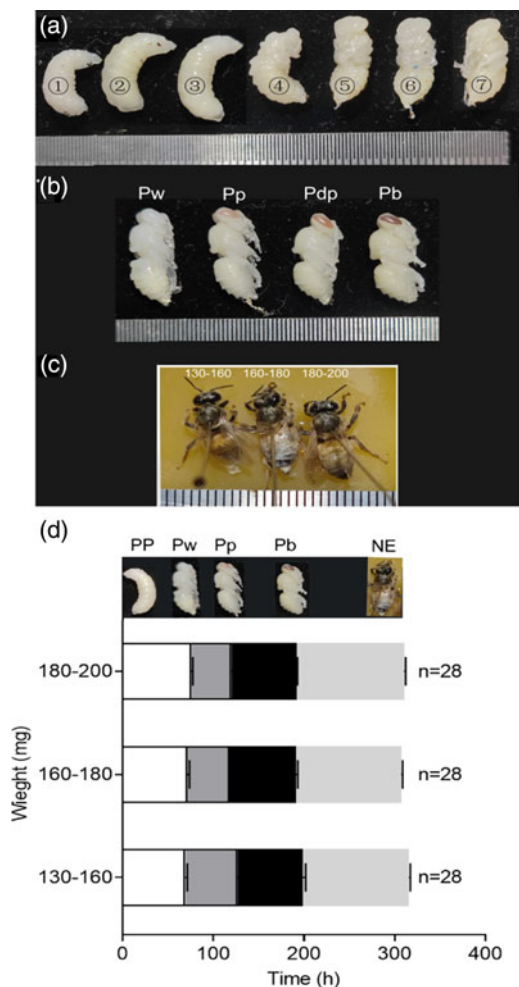 (a)
① ② ③ ④ ⑤ ⑥ ⑦
(b)
Pw Pp Pdp Pb
(c)
130-160 160-180 180-200
(d)
PP Pw Pp Pb NE
180-200 n=28
160-180 n=28
130-160 n=28
Wieght (mg)
0 100 200 300 400
Time (h)